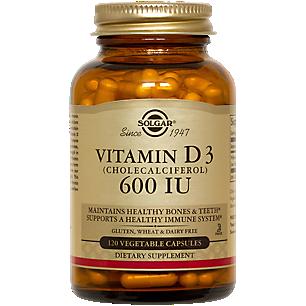 SOLGAR®
Since 1947
VITAMIN D3
(CHOLECALCIFEROL)
600 IU
MAINTAINS HEALTHY BONES & TEETH*
SUPPORTS A HEALTHY IMMUNE SYSTEM*
GLUTEN, WHEAT & DAIRY FREE
120 VEGETABLE CAPSULES
DIETARY SUPPLEMENT